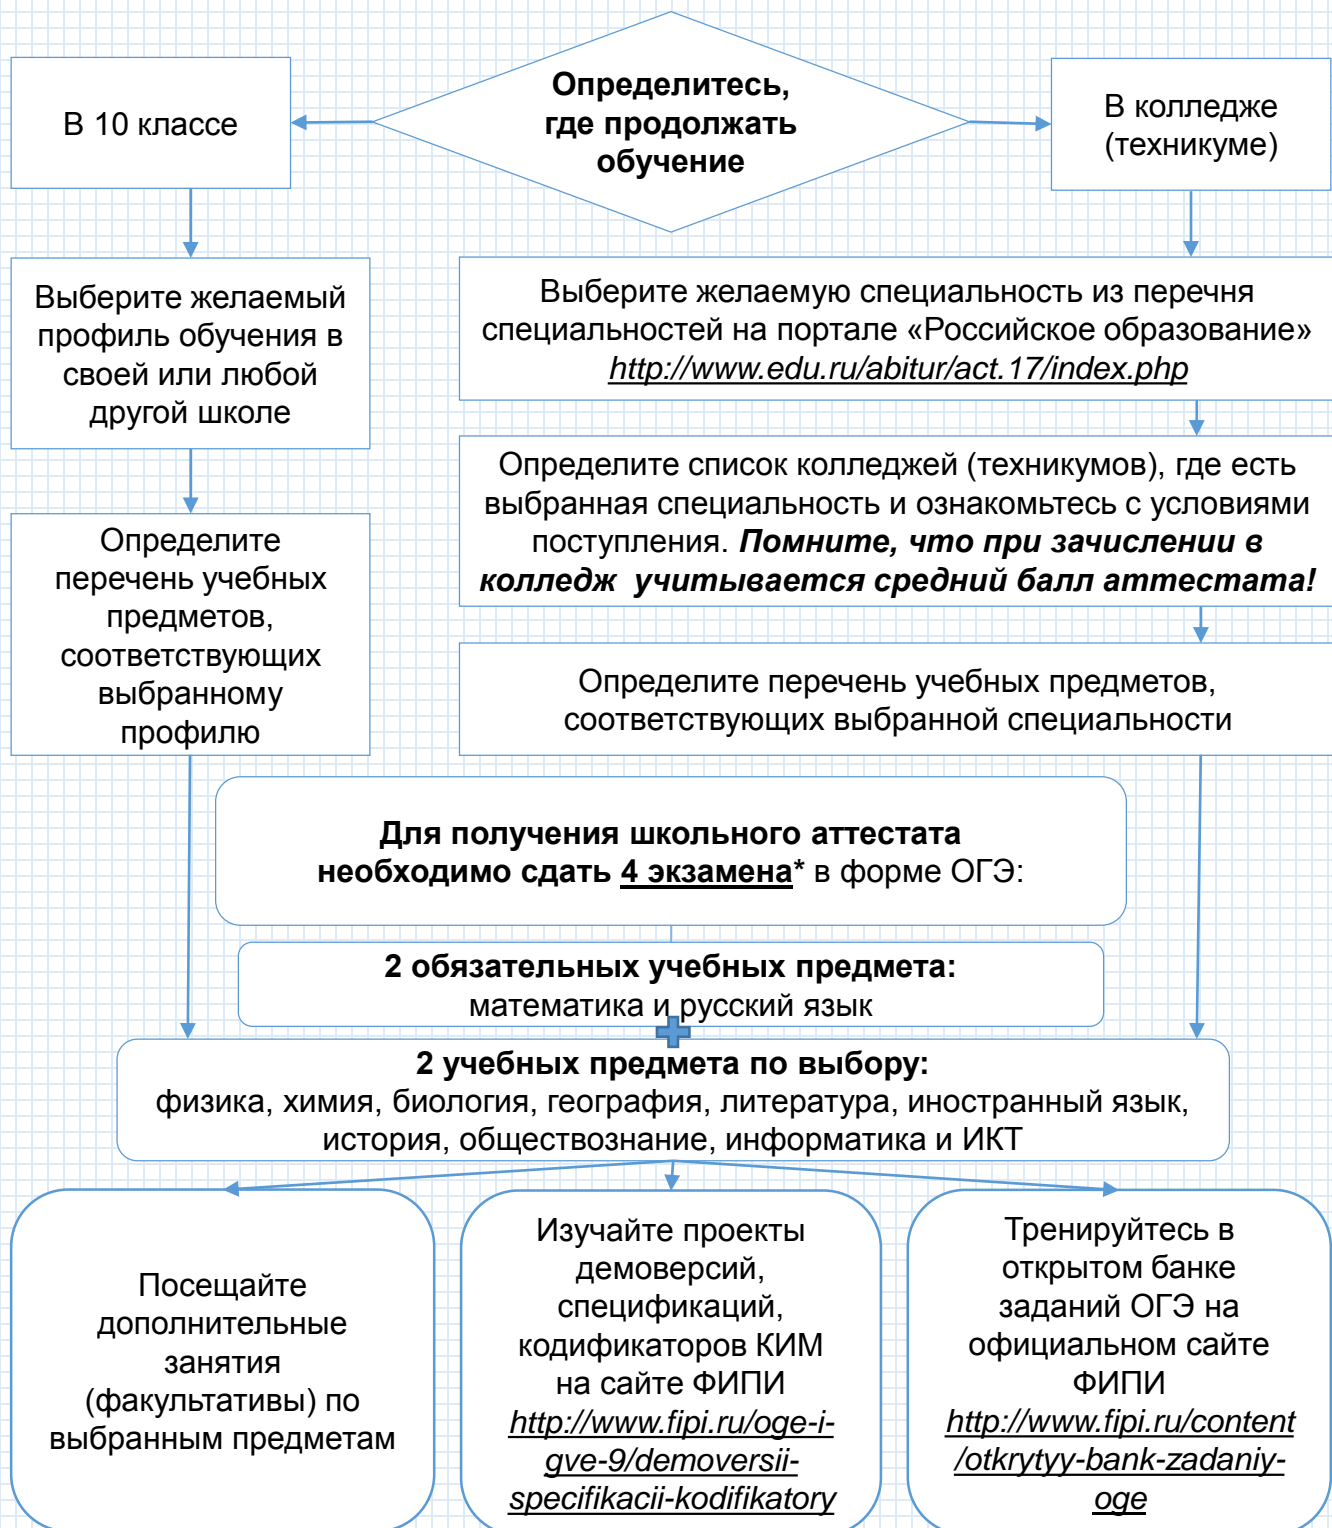 Определитесь,
где продолжать
обучение
В 10 классе
В колледже
(техникуме)
Выберите желаемый
профиль обучения в
своей или любой
другой школе
Выберите желаемую специальность из перечня
специальностей на портале «Российское образование»
http://www.edu.ru/abitur/act.17/index.php
Определите список колледжей (техникумов), где есть
выбранная специальность и ознакомьтесь с условиями
поступления. Помните, что при зачислении в
колледж учитывается средний балл аттестата!
Определите
перечень учебных
предметов,
соответствующих
выбранному
профилю
Определите перечень учебных предметов,
соответствующих выбранной специальности
Для получения школьного аттестата
необходимо сдать 4 экзамена* в форме ОГЭ:
2 обязательных учебных предмета:
математика и русский язык
2 учебных предмета по выбору:
физика, химия, биология, география, литература, иностранный язык,
история, обществознание, информатика и ИКТ
Посещайте
дополнительные
занятия
(факультативы) по
выбранным предметам
Изучайте проекты
демоверсий,
спецификаций,
кодификаторов КИМ
на сайте ФИПИ
http://www.fipi.ru/oge-i-
gve-9/demoversii-
specifikacii-kodifikatory
Тренируйтесь в
открытом банке
заданий ОГЭ на
официальном сайте
ФИПИ
http://www.fipi.ru/content
/otkrytyy-bank-zadaniy-
oge